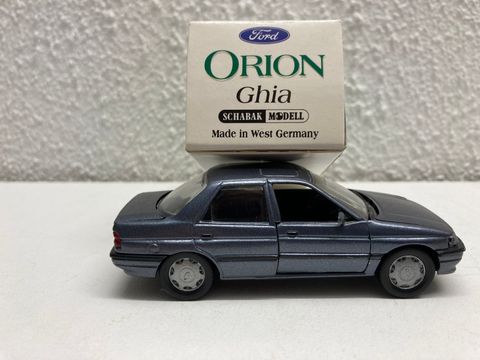 Ford
ORION
Ghia
SCHABAK MODELL
Made in West Germany